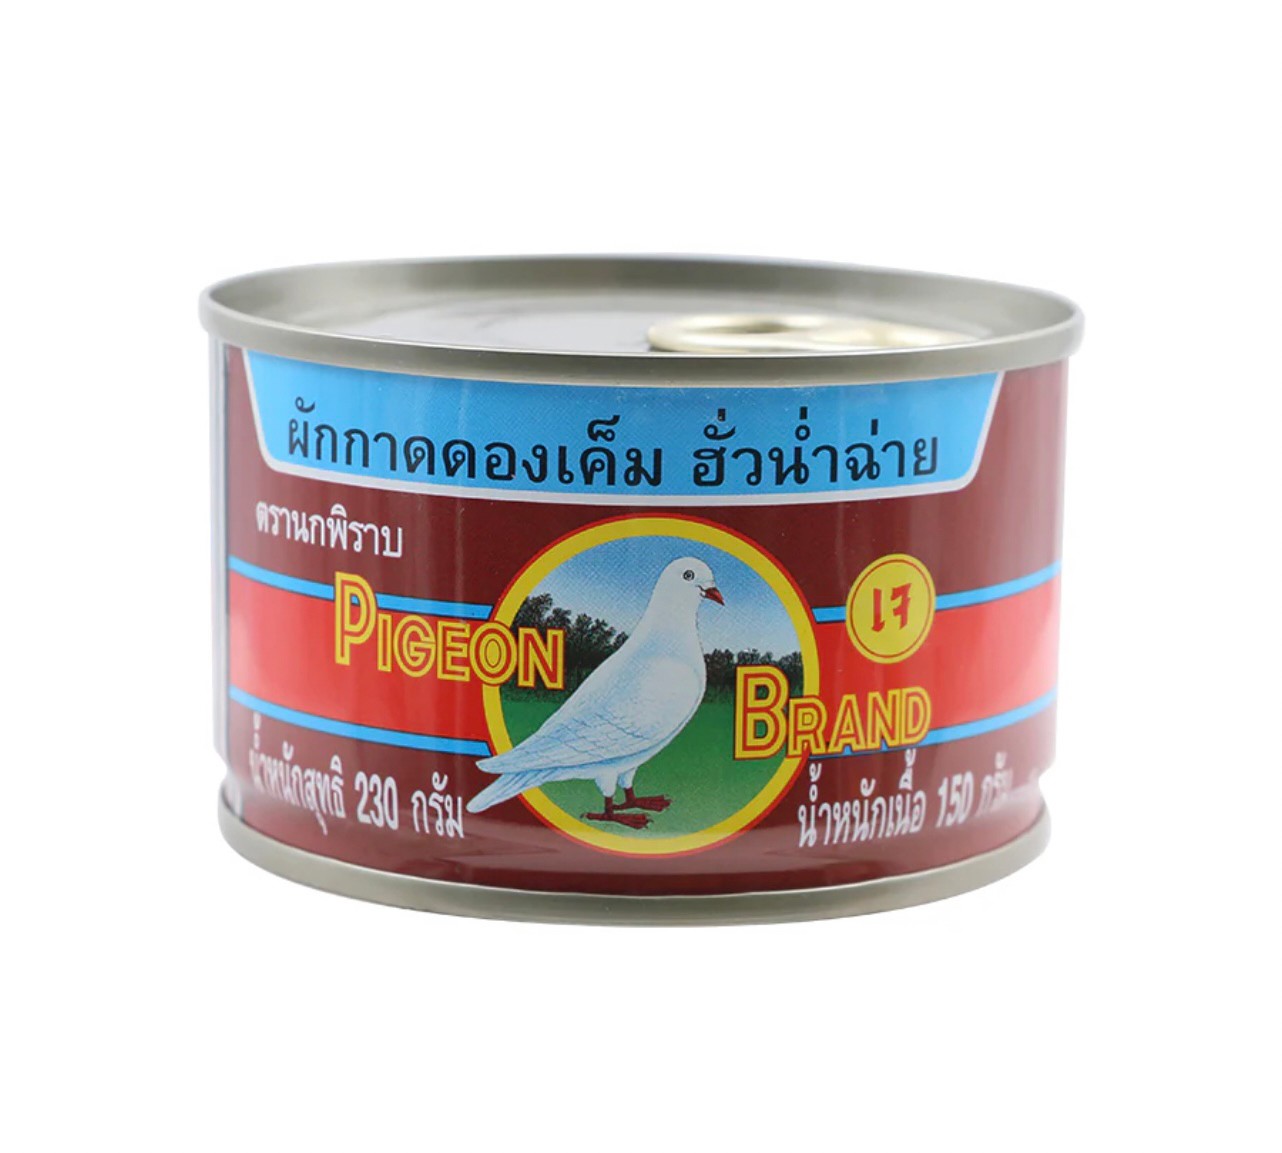 ผักกาดดองเค็ม ฮั่วน่ำฉ่าย
ตรานกพิราบ
PIGEON
เจ
BRAND
น้ำหนักสุทธิ 230 กรัม
น้ำหนักเนื้อ 150 กรัม